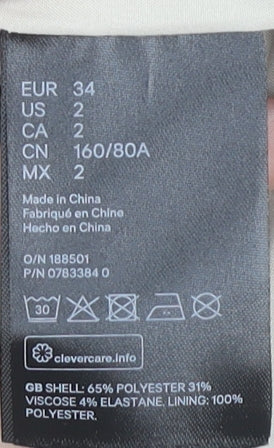 EUR 34
US 2
CA 2
CN 160/80A
MX 2
Made in China
Fabriqué en Chine
Hecho en China
O/N 188501
P/N 0783384 0
30
clevercare.info
GB SHELL: 65% POLYESTER 31%
VISCOSE 4% ELASTANE. LINING: 100%
POLYESTER.